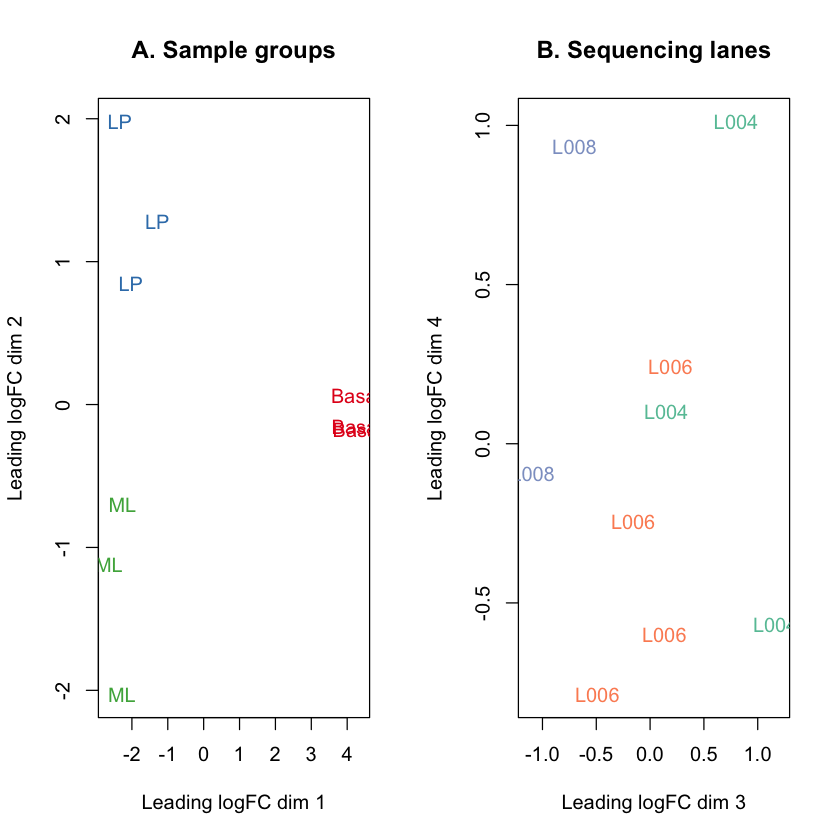 A. Sample groups
LP
LP
LP
Basa
Basa
Base
ML
ML
ML
2
1
0
-1
-2
-2 -1 0 1 2 3 4
Leading logFC dim 1
Leading logFC dim 2
B. Sequencing lanes
L004
L008
L006
L004
L008
L006
L004
L006
L006
1.0
0.5
0.0
-0.5
-1.0 -0.5 0.0 0.5 1.0
Leading logFC dim 3
Leading logFC dim 4